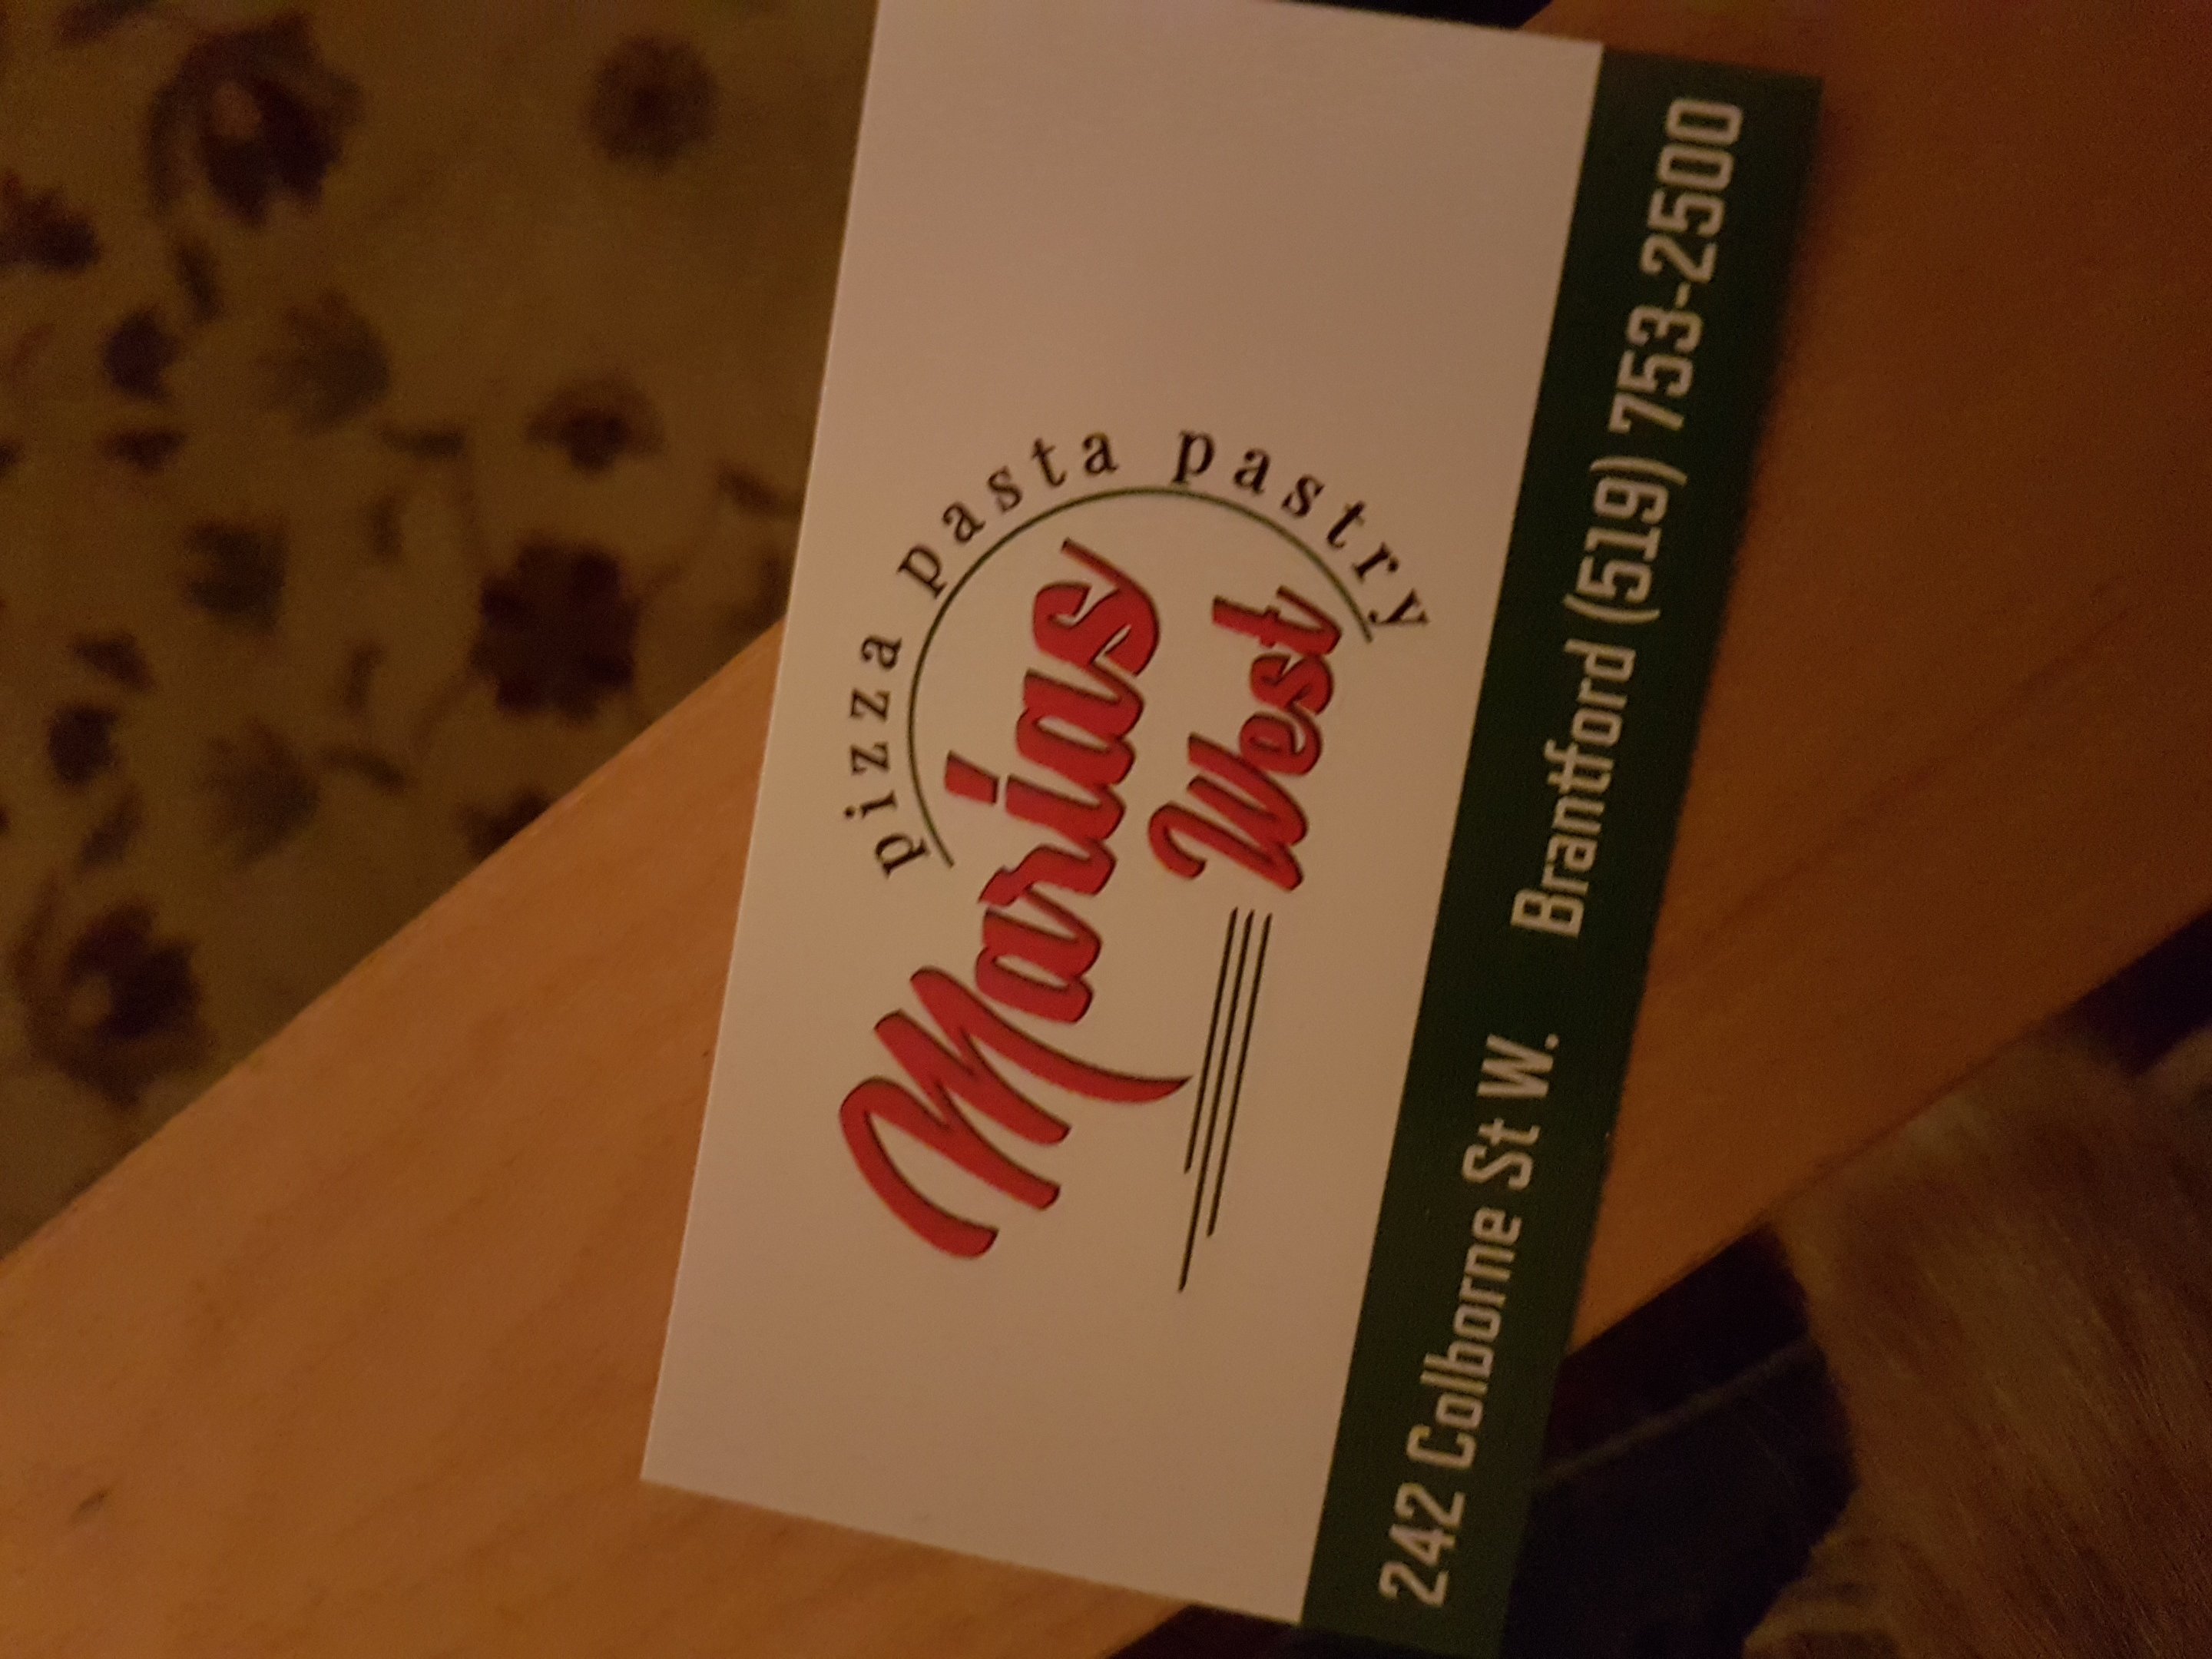 pizza pasta pastry
Marias
West
242 Colborne St W. Brantford (519) 753-2500